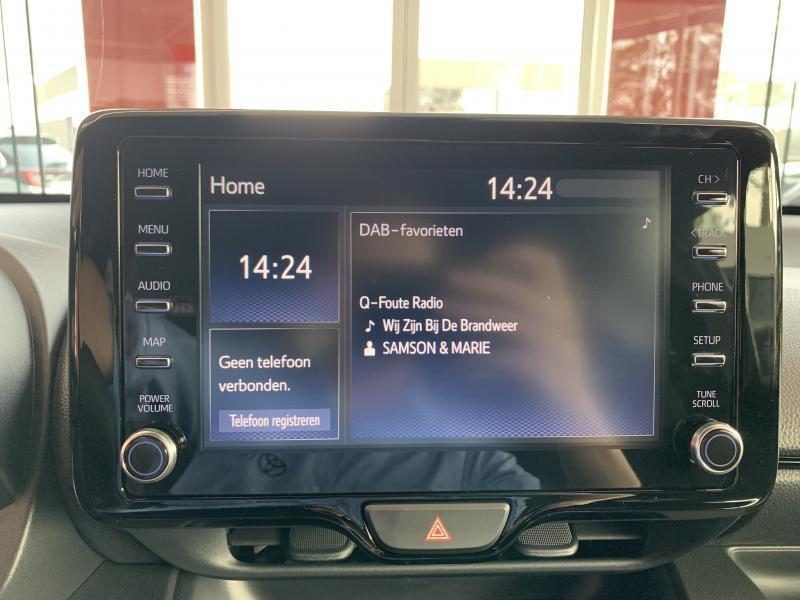 HOME
MENU
AUDIO
MAP
POWER
VOLUME
Home
14:24
14:24
Geen telefoon
verbonden.
Telefoon registreren
DAB-favorieten
Q-Foute Radio
Wij Zijn Bij De Brandweer
SAMSON & MARIE
CH >
< TRACK
PHONE
SETUP
TUNE
SCROLL